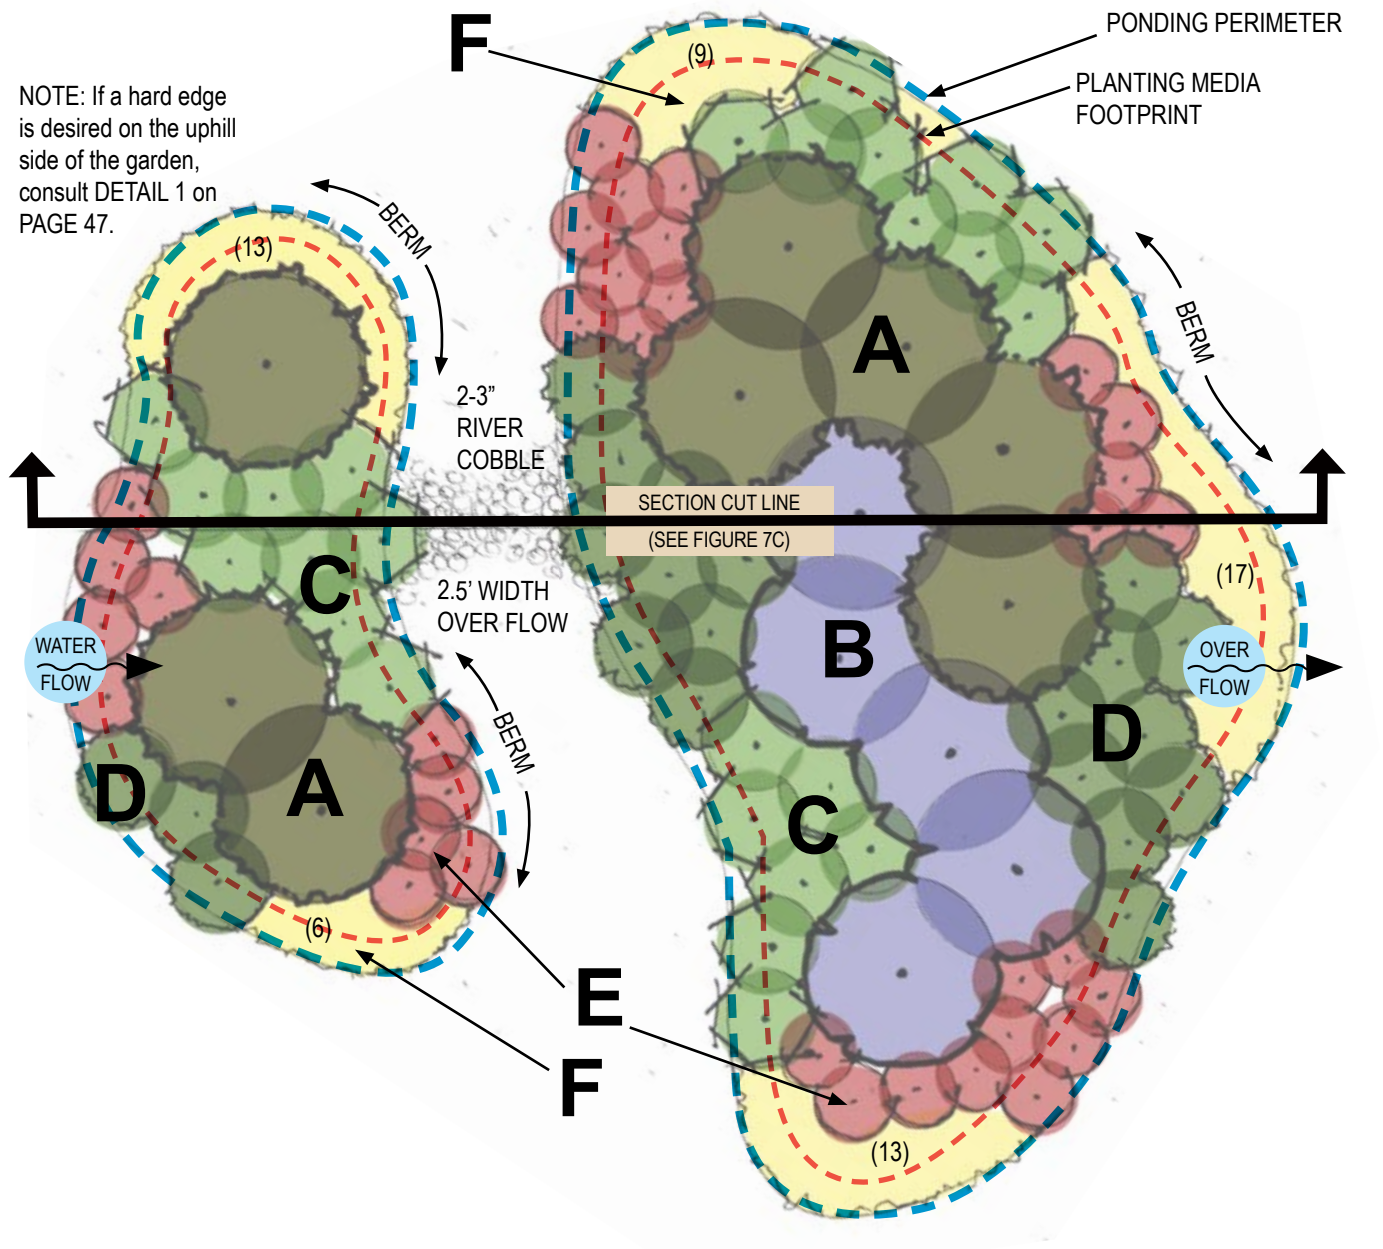 F
(9)
PONDING PERIMETER
PLANTING MEDIA
FOOTPRINT
NOTE: If a hard edge
is desired on the uphill
side of the garden,
consult DETAIL 1 on
PAGE 47.
BERM
(13)
BERM
A
2-3”
RIVER
COBBLE
SECTION CUT LINE
(SEE FIGURE 7C)
C
2.5’ WIDTH
OVER FLOW
(17)
WATER
FLOW
B
OVER
FLOW
BERM
D
A
D
C
(6)
E
F
(13)